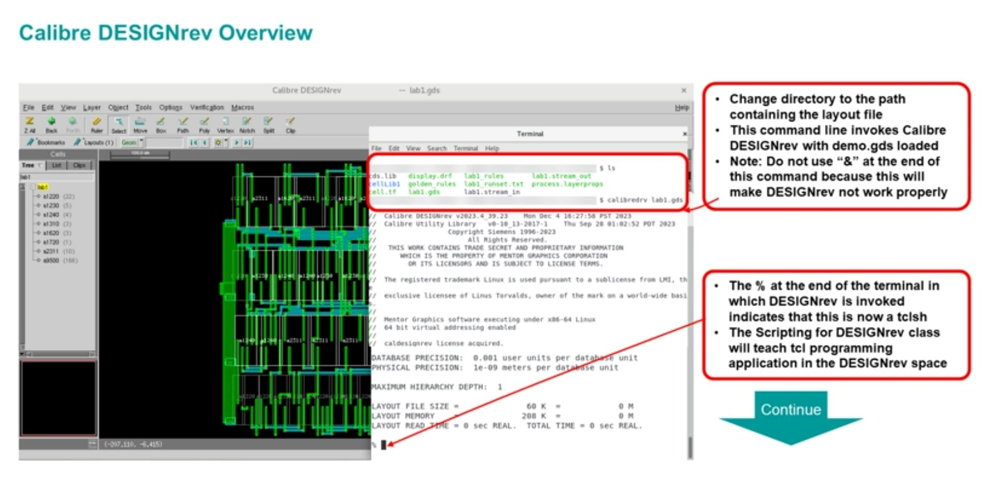 Calibre DESIGNrev Overview
Calibre DESIGNrev -- lab1.gds ×
File Edit View Layer Object Tools Options Verification Macros Help
Z All Back Forth Ruler Select Move Box Path Poly Vertex Notch Split Clip
Bookmarks Layouts (1) Geom:
Cells
Tree List Clips
lab1
lab1
a1220 (22)
a1230 (5)
a1240 (4)
a1310 (3)
a1620 (3)
a1720 (1)
a2311 (10)
a9500 (166)
(-207.110, -6.415)
Terminal ×
File Edit View Search Terminal Help
$ ls
cds.lib display.drf lab1_rules lab1.stream_out
cellLib1 golden_rules lab1_runset.txt process.layerprops
cell.tf lab1.gds lab1.stream_in
$ calibredrv lab1.gds
// Calibre DESIGNrev v2023.4_39.23 Mon Dec 4 16:27:58 PST 2023
// Calibre Utility Library v0-10_13-2017-1 Thu Sep 28 01:02:52 PDT 2023
// Copyright Siemens 1996-2023
// All Rights Reserved.
// THIS WORK CONTAINS TRADE SECRET AND PROPRIETARY INFORMATION
// WHICH IS THE PROPERTY OF MENTOR GRAPHICS CORPORATION
// OR ITS LICENSORS AND IS SUBJECT TO LICENSE TERMS.
//
// The registered trademark Linux is used pursuant to a sublicense from LMI, th
e
// exclusive licensee of Linus Torvalds, owner of the mark on a world-wide basi
s.
//
// Mentor Graphics software executing under x86-64 Linux
// 64 bit virtual addressing enabled
//
// caldesignrev license acquired.
DATABASE PRECISION: 0.001 user units per database unit
PHYSICAL PRECISION: 1e-09 meters per database unit
MAXIMUM HIERARCHY DEPTH: 1
LAYOUT FILE SIZE = 60 K = 0 M
LAYOUT MEMORY = 208 K = 0 M
LAYOUT READ TIME = 0 sec REAL. TOTAL TIME = 0 sec REAL.
%
• Change directory to the path
containing the layout file
• This command line invokes Calibre
DESIGNrev with demo.gds loaded
• Note: Do not use “&” at the end of
this command because this will
make DESIGNrev not work properly
• The % at the end of the terminal in
which DESIGNrev is invoked
indicates that this is now a tclsh
• The Scripting for DESIGNrev class
will teach tcl programming
application in the DESIGNrev space
Continue